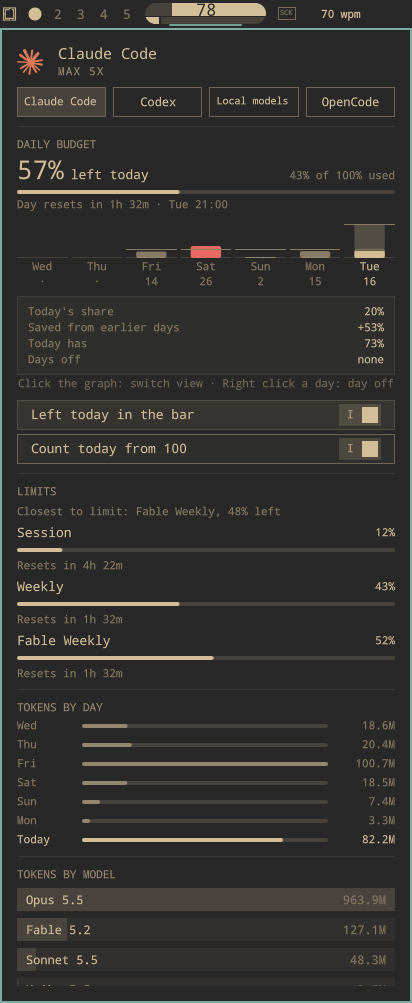 2 3 4 5 78 SCK 70 wpm
Claude Code
MAX 5X
Claude Code Codex Local models OpenCode
DAILY BUDGET
57% left today 43% of 100% used
Day resets in 1h 32m · Tue 21:00
Wed Thu Fri Sat Sun Mon Tue
· · 14 26 2 15 16
Today's share 20%
Saved from earlier days +53%
Today has 73%
Days off none
Click the graph: switch view · Right click a day: day off
Left today in the bar I
Count today from 100 I
LIMITS
Closest to limit: Fable Weekly, 48% left
Session 12%
Resets in 4h 22m
Weekly 43%
Resets in 1h 32m
Fable Weekly 52%
Resets in 1h 32m
TOKENS BY DAY
Wed 18.6M
Thu 20.4M
Fri 100.7M
Sat 18.5M
Sun 7.4M
Mon 3.3M
Today 82.2M
TOKENS BY MODEL
Opus 5.5 963.9M
Fable 5.2 127.1M
Sonnet 5.5 48.3M